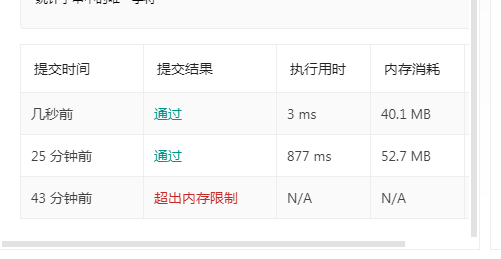 提交时间 提交结果 执行用时 内存消耗
几秒前 通过 3 ms 40.1 MB
25 分钟前 通过 877 ms 52.7 MB
43 分钟前 超出内存限制 N/A N/A